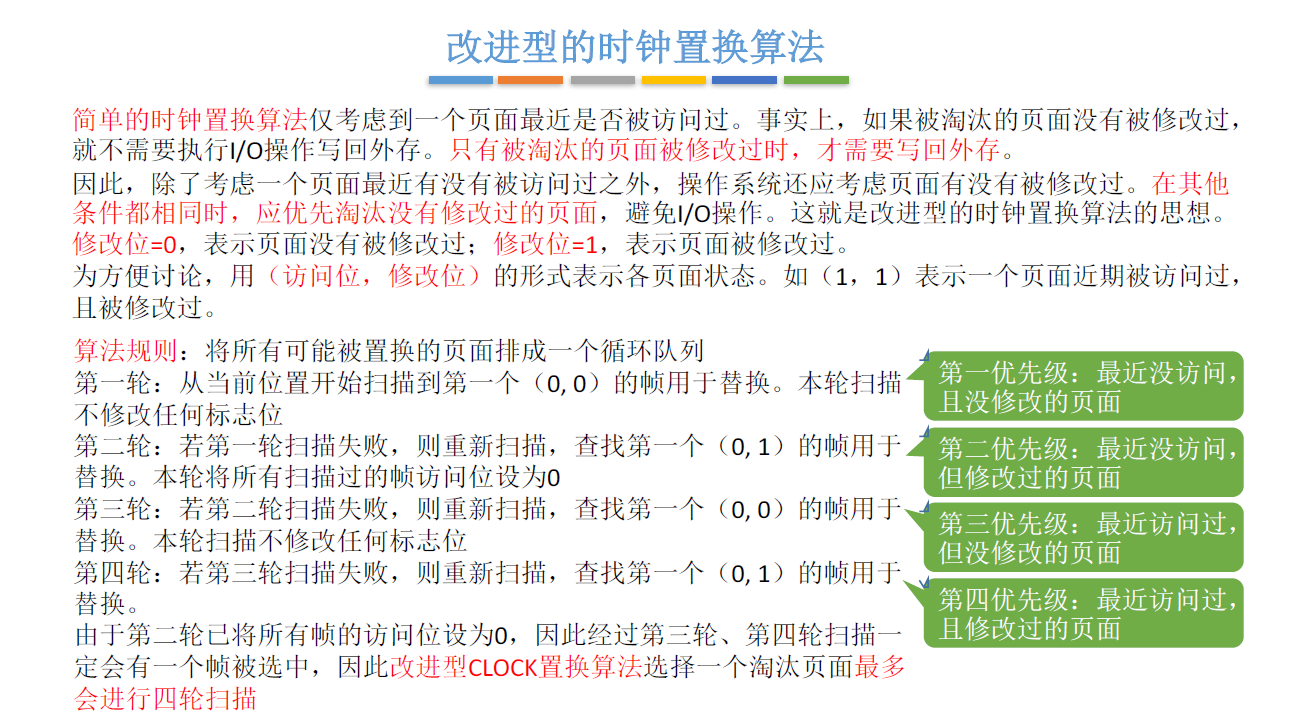 改进型的时钟置换算法
简单的时钟置换算法仅考虑到一个页面最近是否被访问过。事实上，如果被淘汰的页面没有被修改过，
就不需要执行I/O操作写回外存。只有被淘汰的页面被修改过时，才需要写回外存。
因此，除了考虑一个页面最近有没有被访问过之外，操作系统还应考虑页面有没有被修改过。在其他
条件都相同时，应优先淘汰没有修改过的页面，避免I/O操作。这就是改进型的时钟置换算法的思想。
修改位=0，表示页面没有被修改过；修改位=1，表示页面被修改过。
为方便讨论，用（访问位，修改位）的形式表示各页面状态。如（1，1）表示一个页面近期被访问过，
且被修改过。
算法规则：将所有可能被置换的页面排成一个循环队列
第一轮：从当前位置开始扫描到第一个（0, 0）的帧用于替换。本轮扫描
不修改任何标志位
第二轮：若第一轮扫描失败，则重新扫描，查找第一个（0, 1）的帧用于
替换。本轮将所有扫描过的帧访问位设为0
第三轮：若第二轮扫描失败，则重新扫描，查找第一个（0, 0）的帧用于
替换。本轮扫描不修改任何标志位
第四轮：若第三轮扫描失败，则重新扫描，查找第一个（0, 1）的帧用于
替换。
由于第二轮已将所有帧的访问位设为0，因此经过第三轮、第四轮扫描一
定会有一个帧被选中，因此改进型CLOCK置换算法选择一个淘汰页面最多
会进行四轮扫描
第一优先级：最近没访问，
且没修改的页面
第二优先级：最近没访问，
但修改过的页面
第三优先级：最近访问过，
但没修改的页面
第四优先级：最近访问过，
且修改过的页面